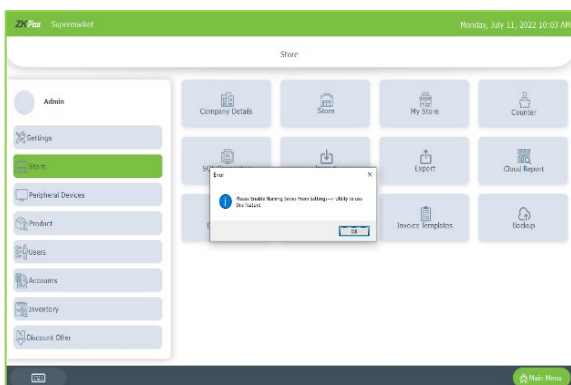 ZKPos Supermarket
Monday, July 11, 2022 10:03 AM
Store
Admin
Settings
Store
Peripheral Devices
Product
Users
Accounts
Inventory
Discount Offer
Company Details
Store
My Store
Counter
Export
Cloud Report
Invoice Templates
Backup
Error
X
Please Enable Naming Series From Settings--> Utility to use
this feature
OK
Main Menu